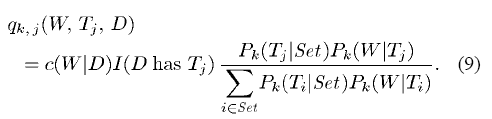 q_{k, j}(W, T_j, D)
= c(W|D)I(D has T_j) \frac{P_k(T_j|Set)P_k(W|T_j)}{\sum_{i \in Set} P_k(T_i|Set)P_k(W|T_i)}. (9)